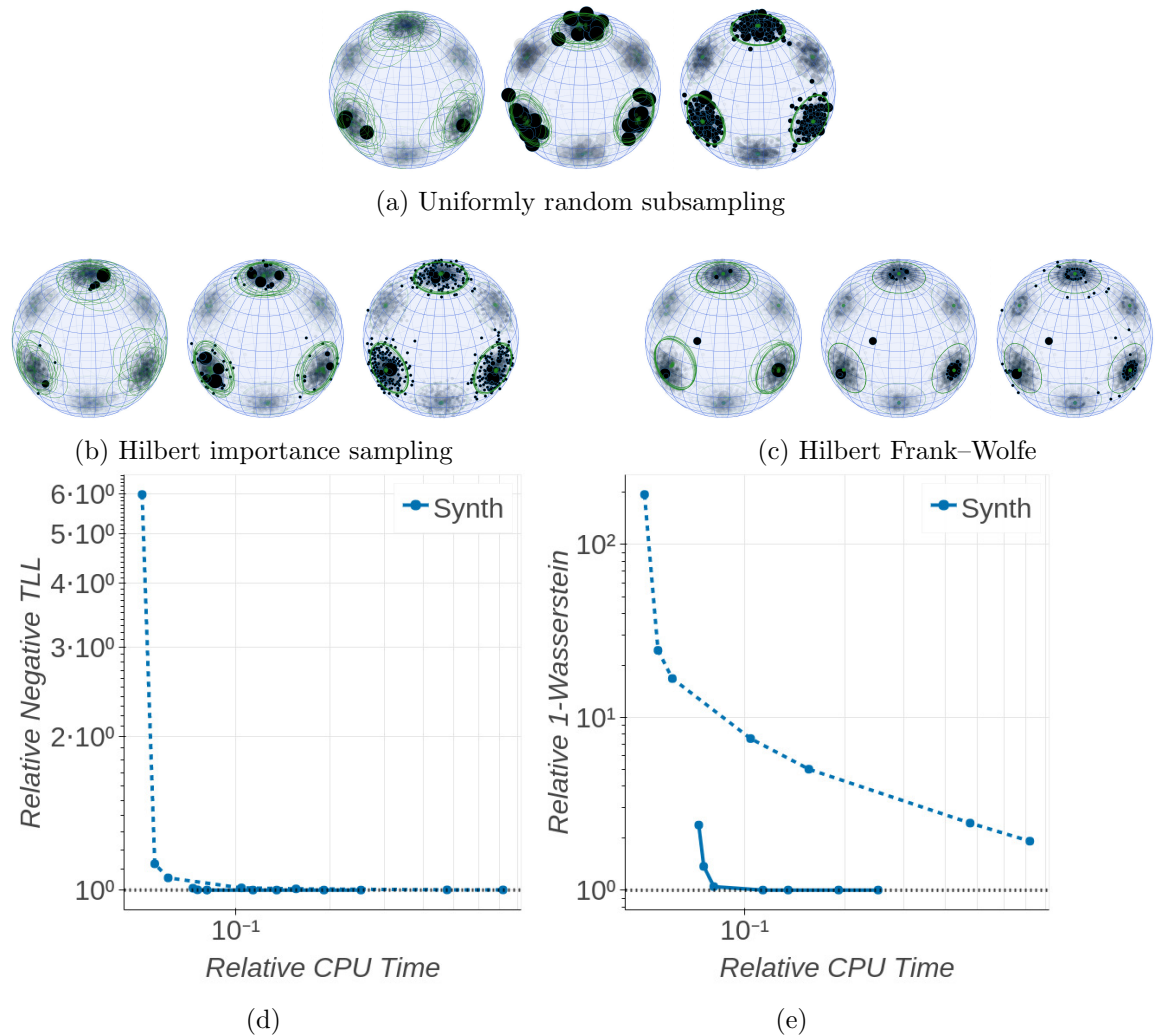 (a) Uniformly random subsampling
(b) Hilbert importance sampling
(c) Hilbert Frank–Wolfe
6·10⁰
5·10⁰
4·10⁰
3·10⁰
2·10⁰
10⁰
Relative Negative TLL
Synth
10⁻¹
Relative CPU Time
(d)
10²
10¹
10⁰
Relative 1-Wasserstein
Synth
10⁻¹
Relative CPU Time
(e)